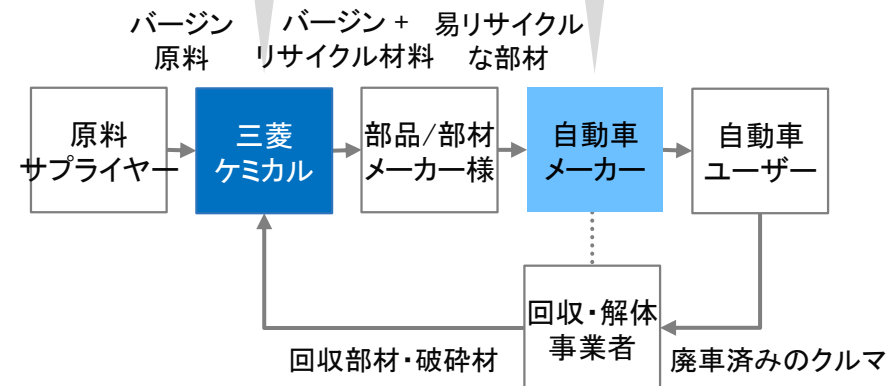 バージン
原料
バージン +
リサイクル材料
易リサイクル
な部材
原料
サプライヤー
三菱
ケミカル
部品/部材
メーカー様
自動車
メーカー
自動車
ユーザー
回収・解体
事業者
回収部材・破砕材
廃車済みのクルマ